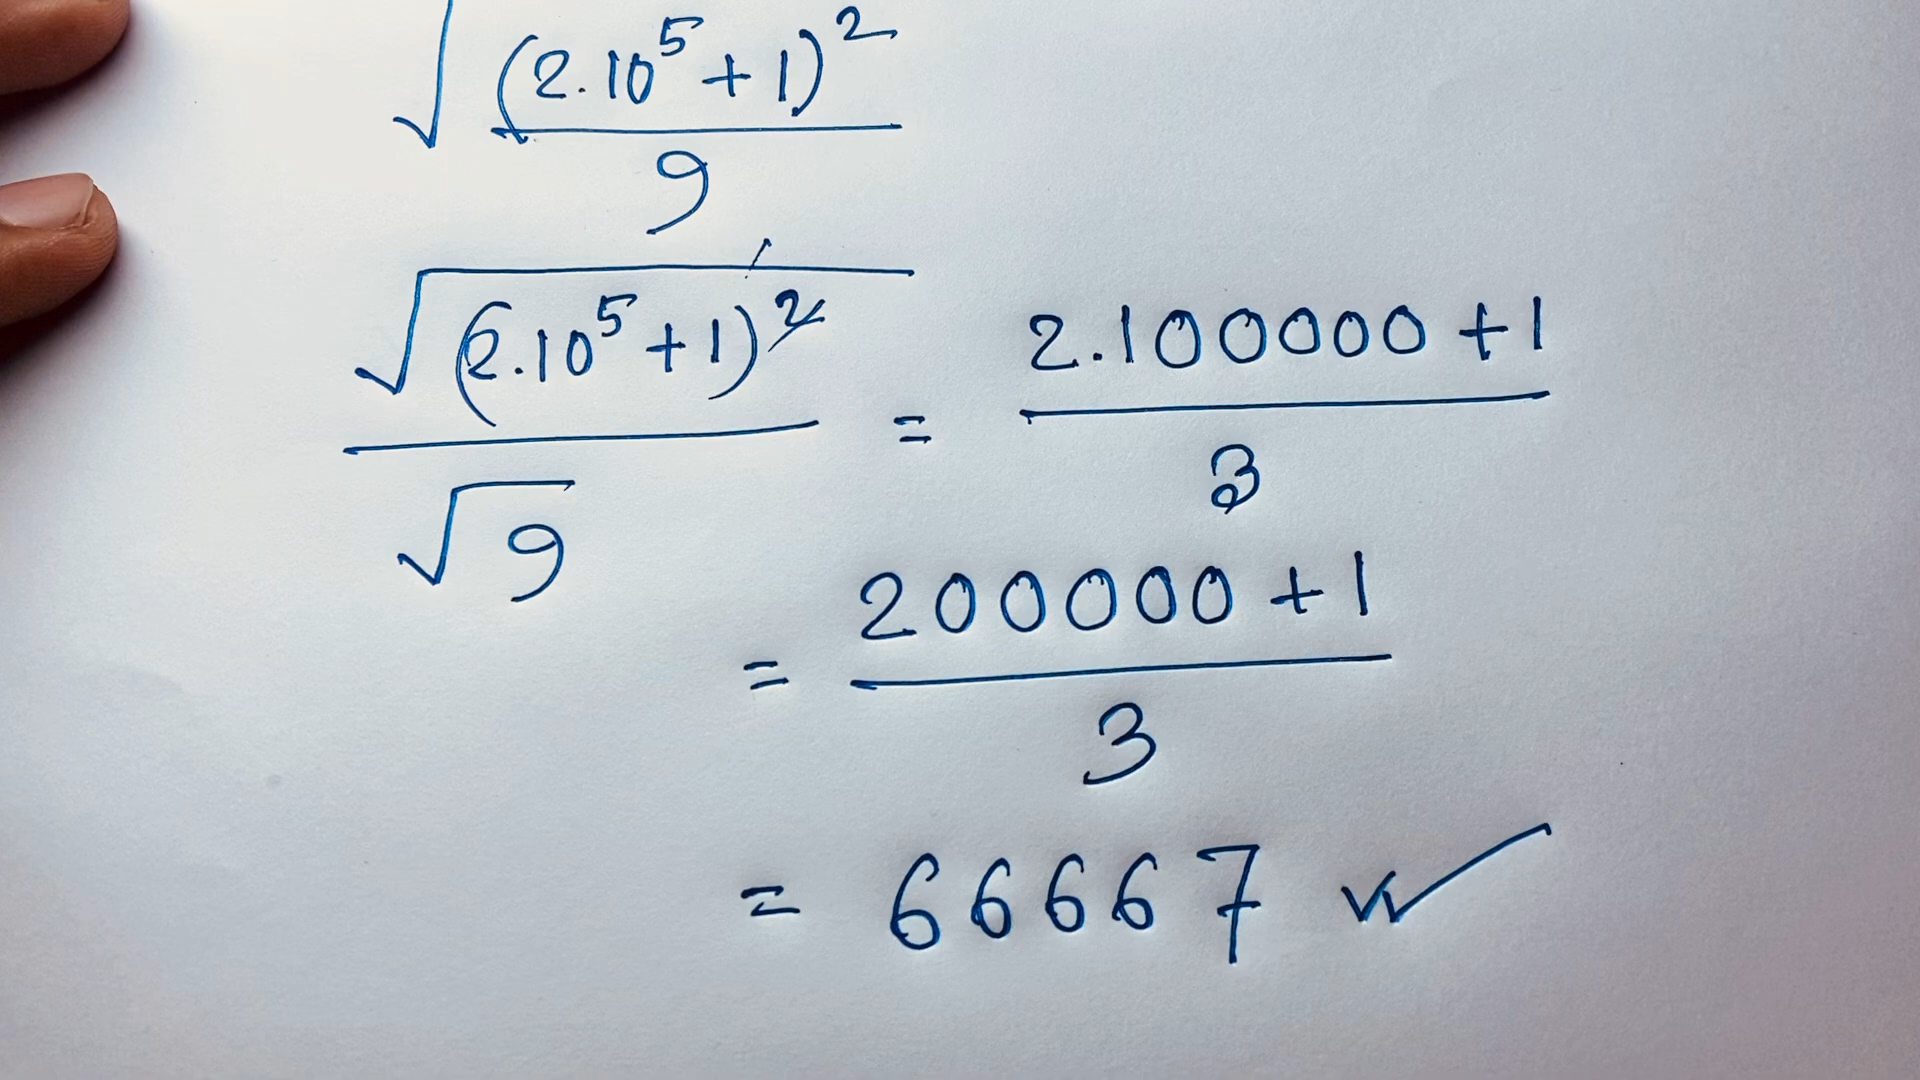 √(2.10⁵+1)²
9
√(2.10⁵+1)² = 2.100000+1
√9 3
= 200000+1
3
= 66667 ✓